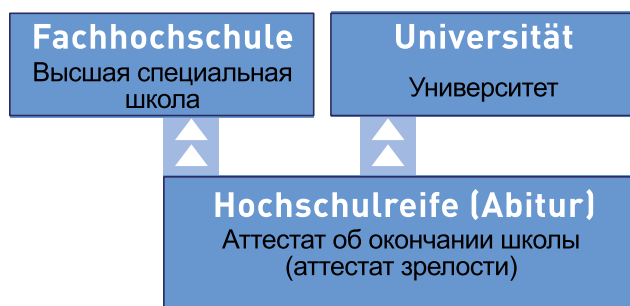 Fachhochschule
Высшая специальная
школа
Universität
Университет
Hochschulreife (Abitur)
Аттестат об окончании школы
(аттестат зрелости)